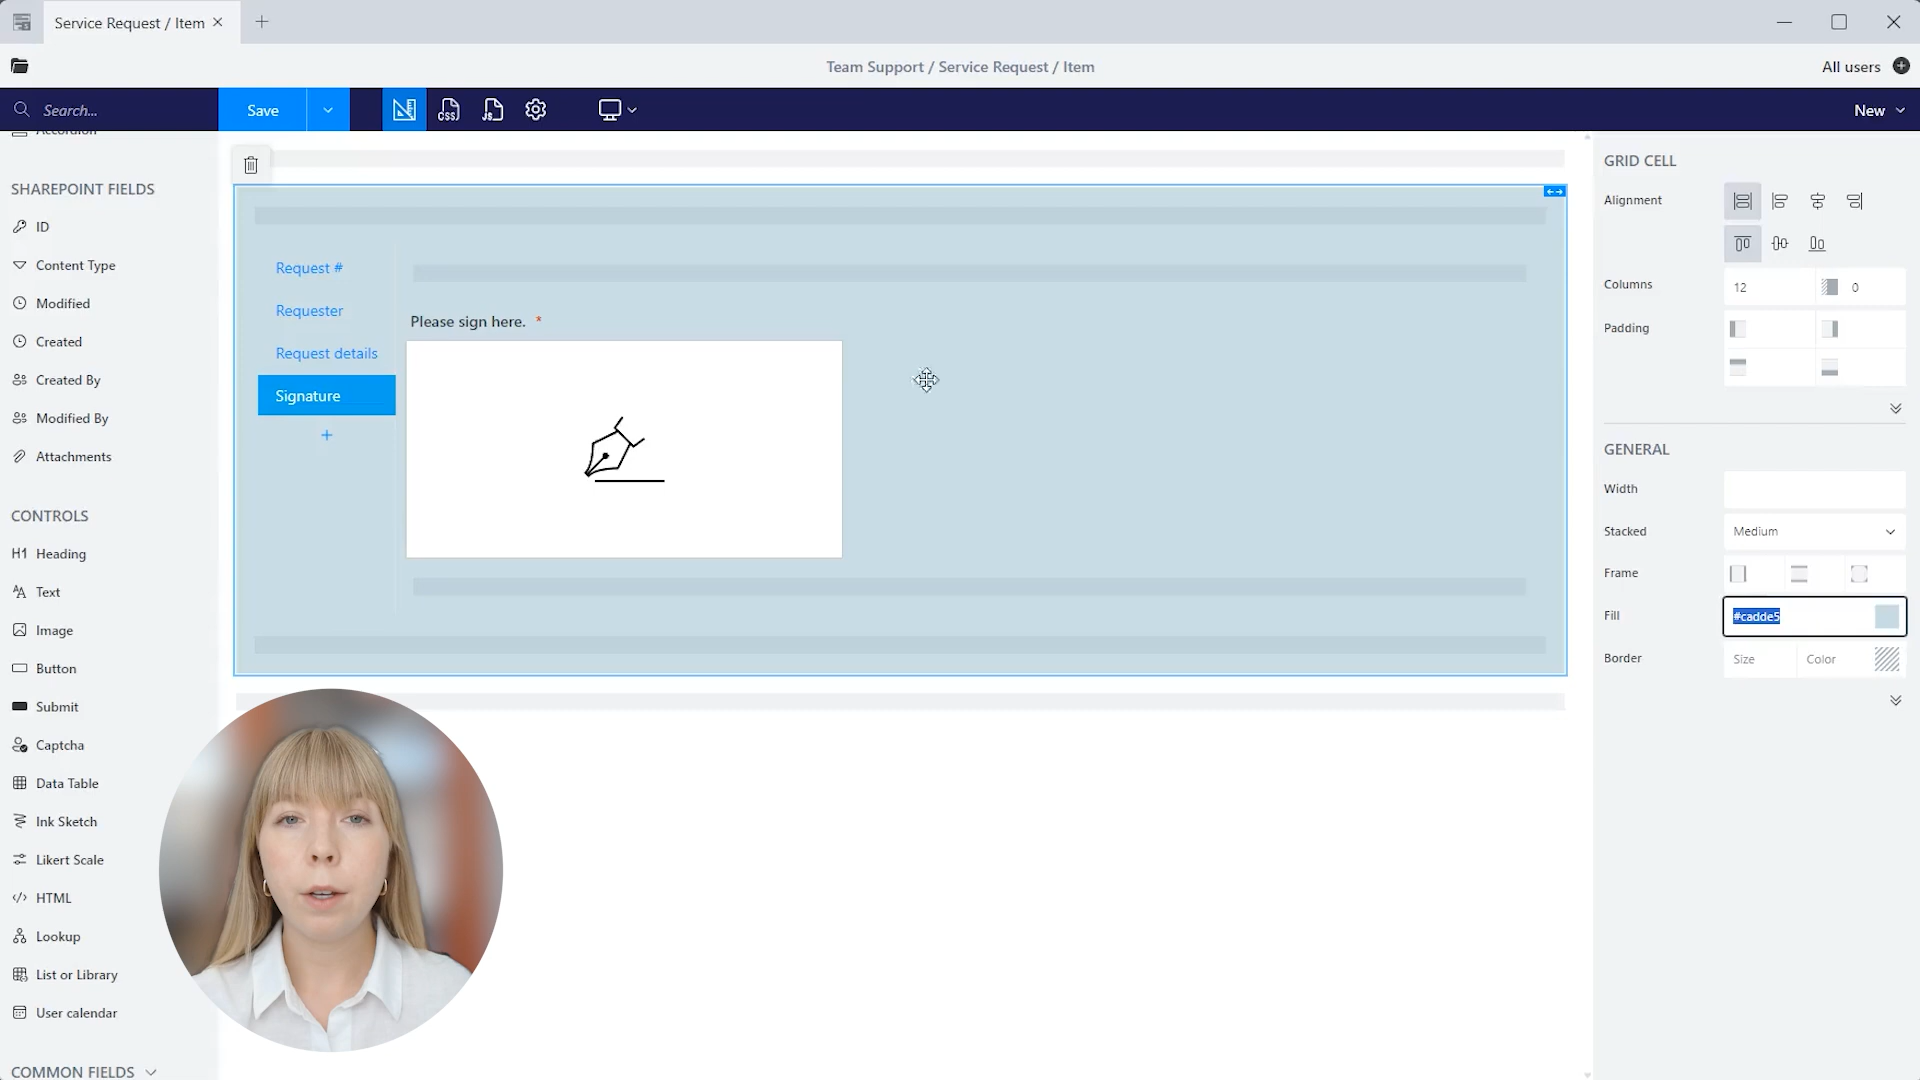 Service Request / Item
Team Support / Service Request / Item
All users
Search...
Save
CSS
JS
New
Accordion
SHAREPOINT FIELDS
ID
Content Type
Modified
Created
Created By
Modified By
Attachments
CONTROLS
H1 Heading
Text
Image
Button
Submit
Captcha
Data Table
Ink Sketch
Likert Scale
HTML
Lookup
List or Library
User calendar
COMMON FIELDS
Request #
Requester
Request details
Signature
Please sign here. *
GRID CELL
Alignment
Columns 12 0
Padding
GENERAL
Width
Stacked Medium
Frame
Fill #cadde5
Border Size Color